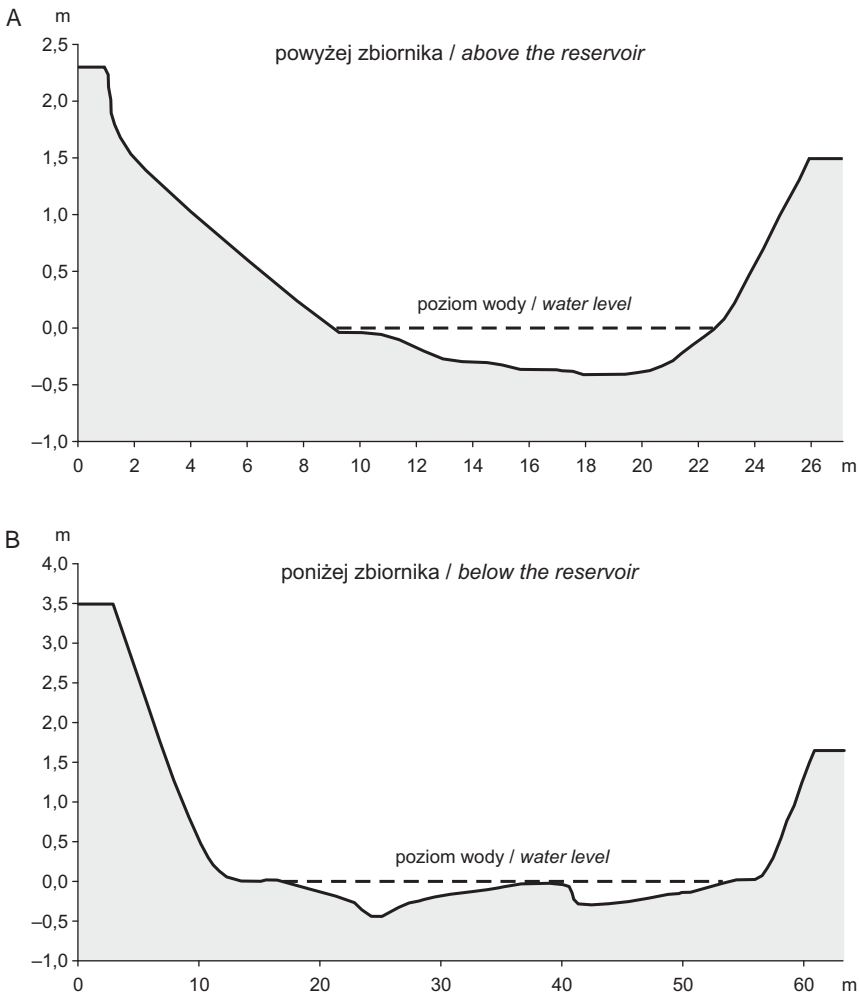 A
m
powyżej zbiornika / above the reservoir
2,5
2,0
1,5
1,0
0,5
0,0
–0,5
–1,0
poziom wody / water level
0 2 4 6 8 10 12 14 16 18 20 22 24 26 m
B
m
poniżej zbiornika / below the reservoir
4,0
3,5
3,0
2,5
2,0
1,5
1,0
0,5
0,0
–0,5
–1,0
poziom wody / water level
0 10 20 30 40 50 60 m